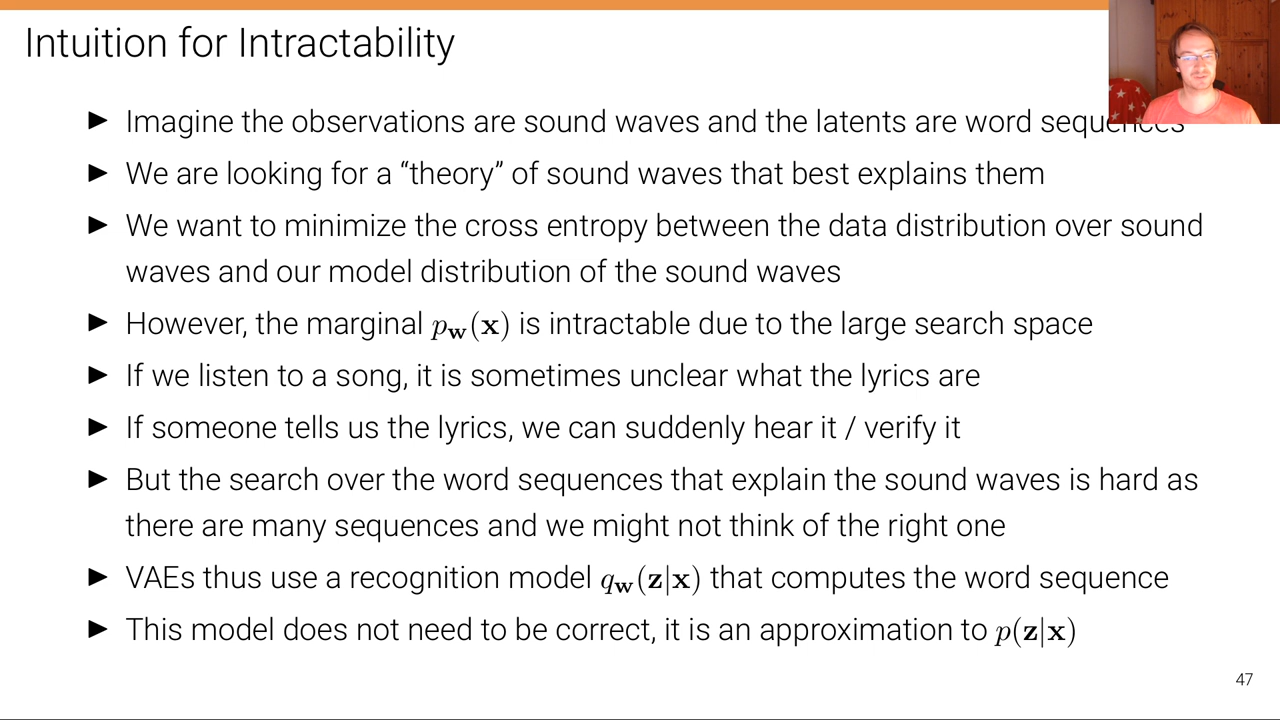 Intuition for Intractability
► Imagine the observations are sound waves and the latents are word sequences
► We are looking for a “theory” of sound waves that best explains them
► We want to minimize the cross entropy between the data distribution over sound
waves and our model distribution of the sound waves
► However, the marginal p_𝐰(𝐱) is intractable due to the large search space
► If we listen to a song, it is sometimes unclear what the lyrics are
► If someone tells us the lyrics, we can suddenly hear it / verify it
► But the search over the word sequences that explain the sound waves is hard as
there are many sequences and we might not think of the right one
► VAEs thus use a recognition model q_𝐰(𝐳|𝐱) that computes the word sequence
► This model does not need to be correct, it is an approximation to p(𝐳|𝐱)
47